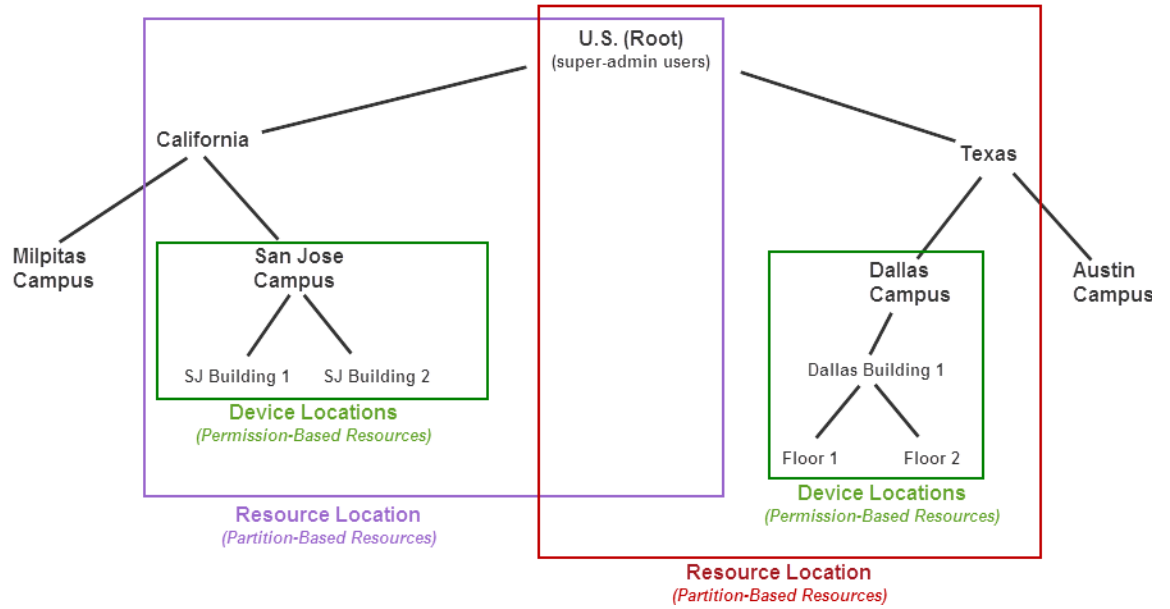 U.S. (Root)
(super-admin users)
California
Texas
Milpitas
Campus
San Jose
Campus
Dallas
Campus
Austin
Campus
SJ Building 1
SJ Building 2
Dallas Building 1
Device Locations
(Permission-Based Resources)
Floor 1
Floor 2
Device Locations
(Permission-Based Resources)
Resource Location
(Partition-Based Resources)
Resource Location
(Partition-Based Resources)